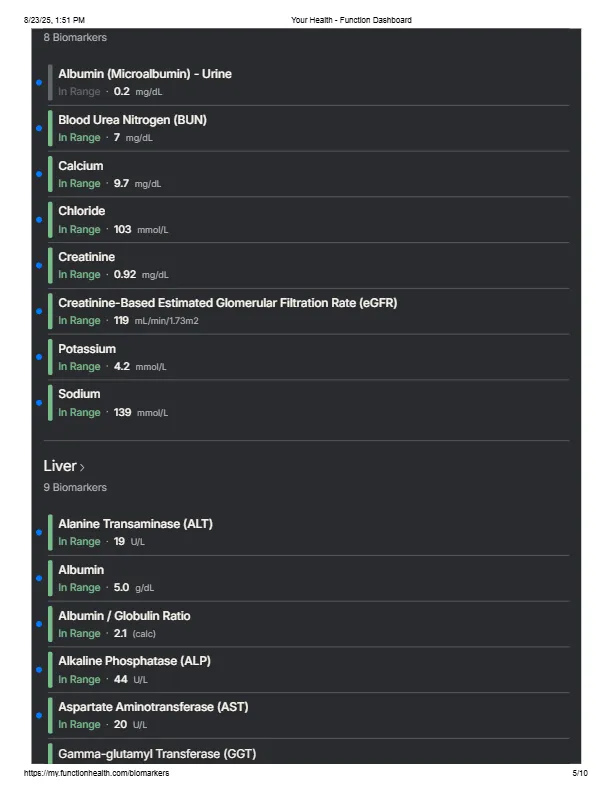 8/23/25, 1:51 PM Your Health - Function Dashboard
8 Biomarkers
Albumin (Microalbumin) - Urine
In Range · 0.2 mg/dL
Blood Urea Nitrogen (BUN)
In Range · 7 mg/dL
Calcium
In Range · 9.7 mg/dL
Chloride
In Range · 103 mmol/L
Creatinine
In Range · 0.92 mg/dL
Creatinine-Based Estimated Glomerular Filtration Rate (eGFR)
In Range · 119 mL/min/1.73m2
Potassium
In Range · 4.2 mmol/L
Sodium
In Range · 139 mmol/L
Liver ›
9 Biomarkers
Alanine Transaminase (ALT)
In Range · 19 U/L
Albumin
In Range · 5.0 g/dL
Albumin / Globulin Ratio
In Range · 2.1 (calc)
Alkaline Phosphatase (ALP)
In Range · 44 U/L
Aspartate Aminotransferase (AST)
In Range · 20 U/L
Gamma-glutamyl Transferase (GGT)
https://my.functionhealth.com/biomarkers 5/10